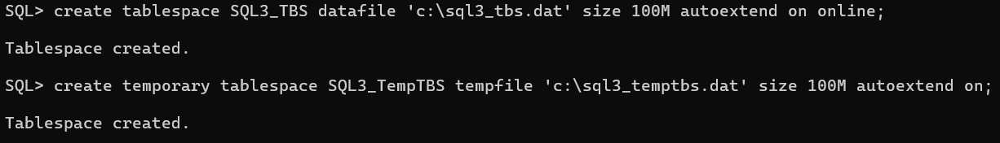 SQL> create tablespace SQL3_TBS datafile 'c:\sql3_tbs.dat' size 100M autoextend on online;
Tablespace created.
SQL> create temporary tablespace SQL3_TempTBS tempfile 'c:\sql3_temptbs.dat' size 100M autoextend on;
Tablespace created.